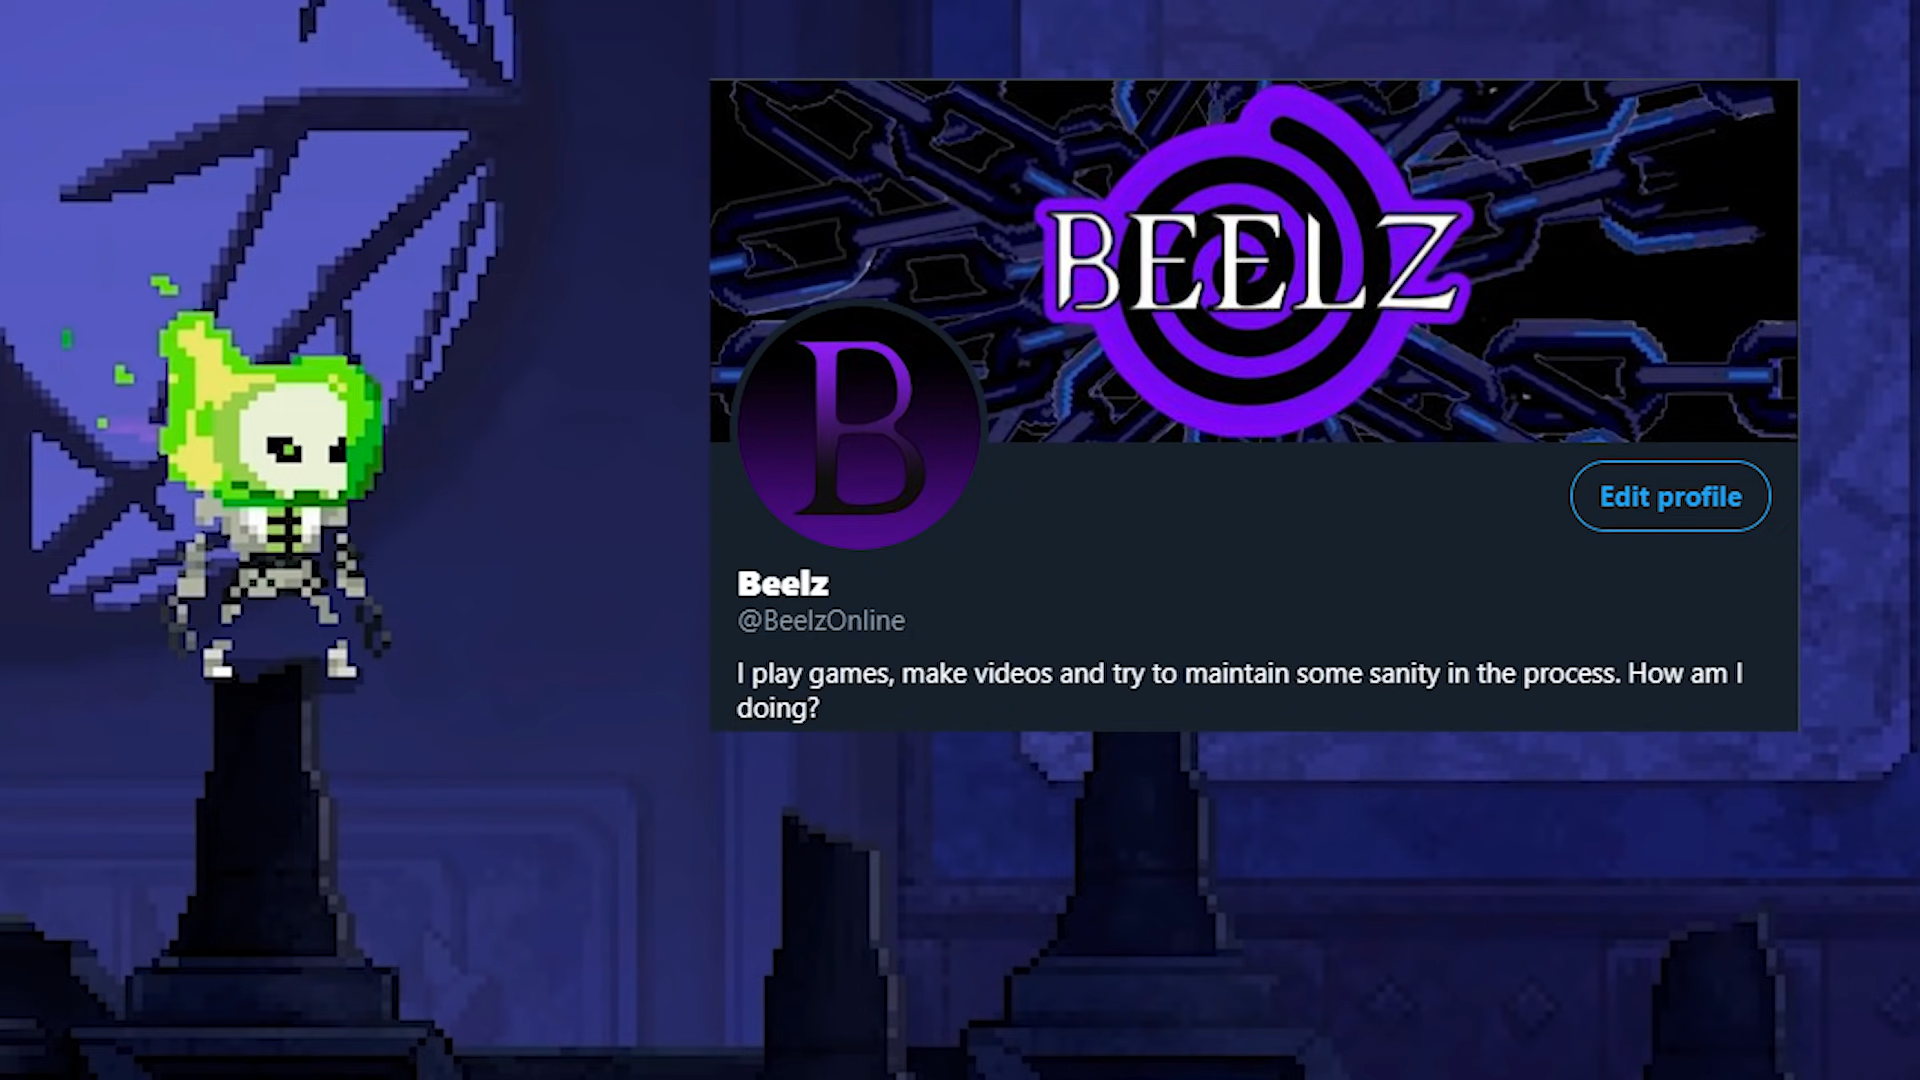 BEELZ
B
Edit profile
Beelz
@BeelzOnline
I play games, make videos and try to maintain some sanity in the process. How am I
doing?